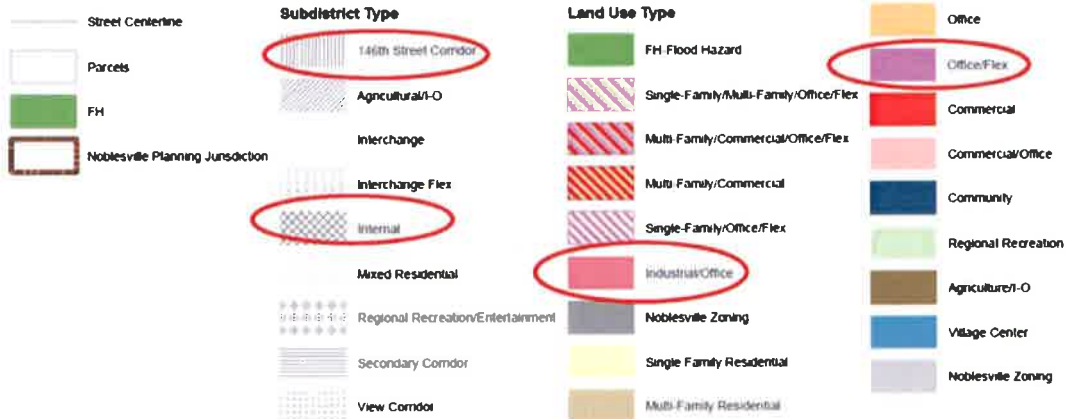 Street Centerline
Parcels
FH
Noblesville Planning Jursdiction
Subdistrict Type
146th Street Corridor
Agricultural/I-O
Interchange
Interchange Flex
Internal
Mixed Residential
Regional Recreation/Entertainment
Secondary Corridor
View Corridor
Land Use Type
FH-Flood Hazard
Single-Family/Multi-Family/Office/Flex
Multi-Family/Commercial/Office/Flex
Multi-Family/Commercial
Single-Family/Office/Flex
Industrial/Office
Noblesville Zoning
Single Family Residential
Multi-Family Residential
Office
Office/Flex
Commercial
Commercial/Office
Community
Regional Recreation
Agriculture/I-O
Village Center
Noblesville Zoning